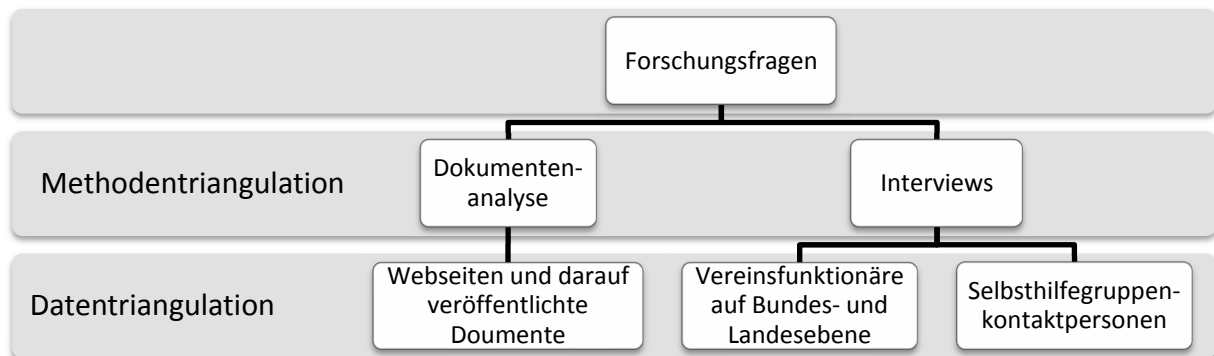 Forschungsfragen
Methodentriangulation
Dokumenten-
analyse
Interviews
Datentriangulation
Webseiten und darauf
veröffentlichte
Doumente
Vereinsfunktionäre
auf Bundes- und
Landesebene
Selbsthilfegruppen-
kontaktpersonen